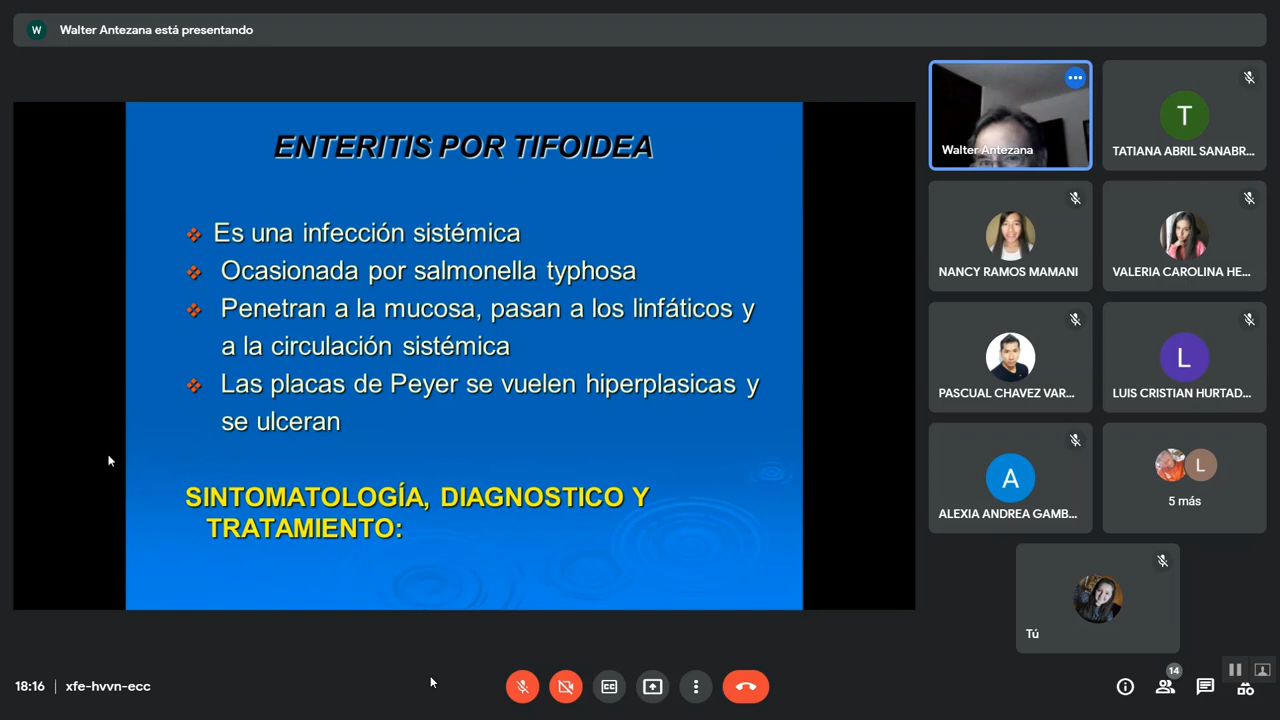 W Walter Antezana está presentando
ENTERITIS POR TIFOIDEA
Es una infección sistémica
Ocasionada por salmonella typhosa
Penetran a la mucosa, pasan a los linfáticos y
a la circulación sistémica
Las placas de Peyer se vuelen hiperplasicas y
se ulceran
SINTOMATOLOGÍA, DIAGNOSTICO Y
TRATAMIENTO:
Walter Antezana
T
TATIANA ABRIL SANABR...
NANCY RAMOS MAMANI
VALERIA CAROLINA HE...
PASCUAL CHAVEZ VAR...
L
LUIS CRISTIAN HURTAD...
A
ALEXIA ANDREA GAMB...
L
5 más
Tú
18:16 | xfe-hvvn-ecc
14